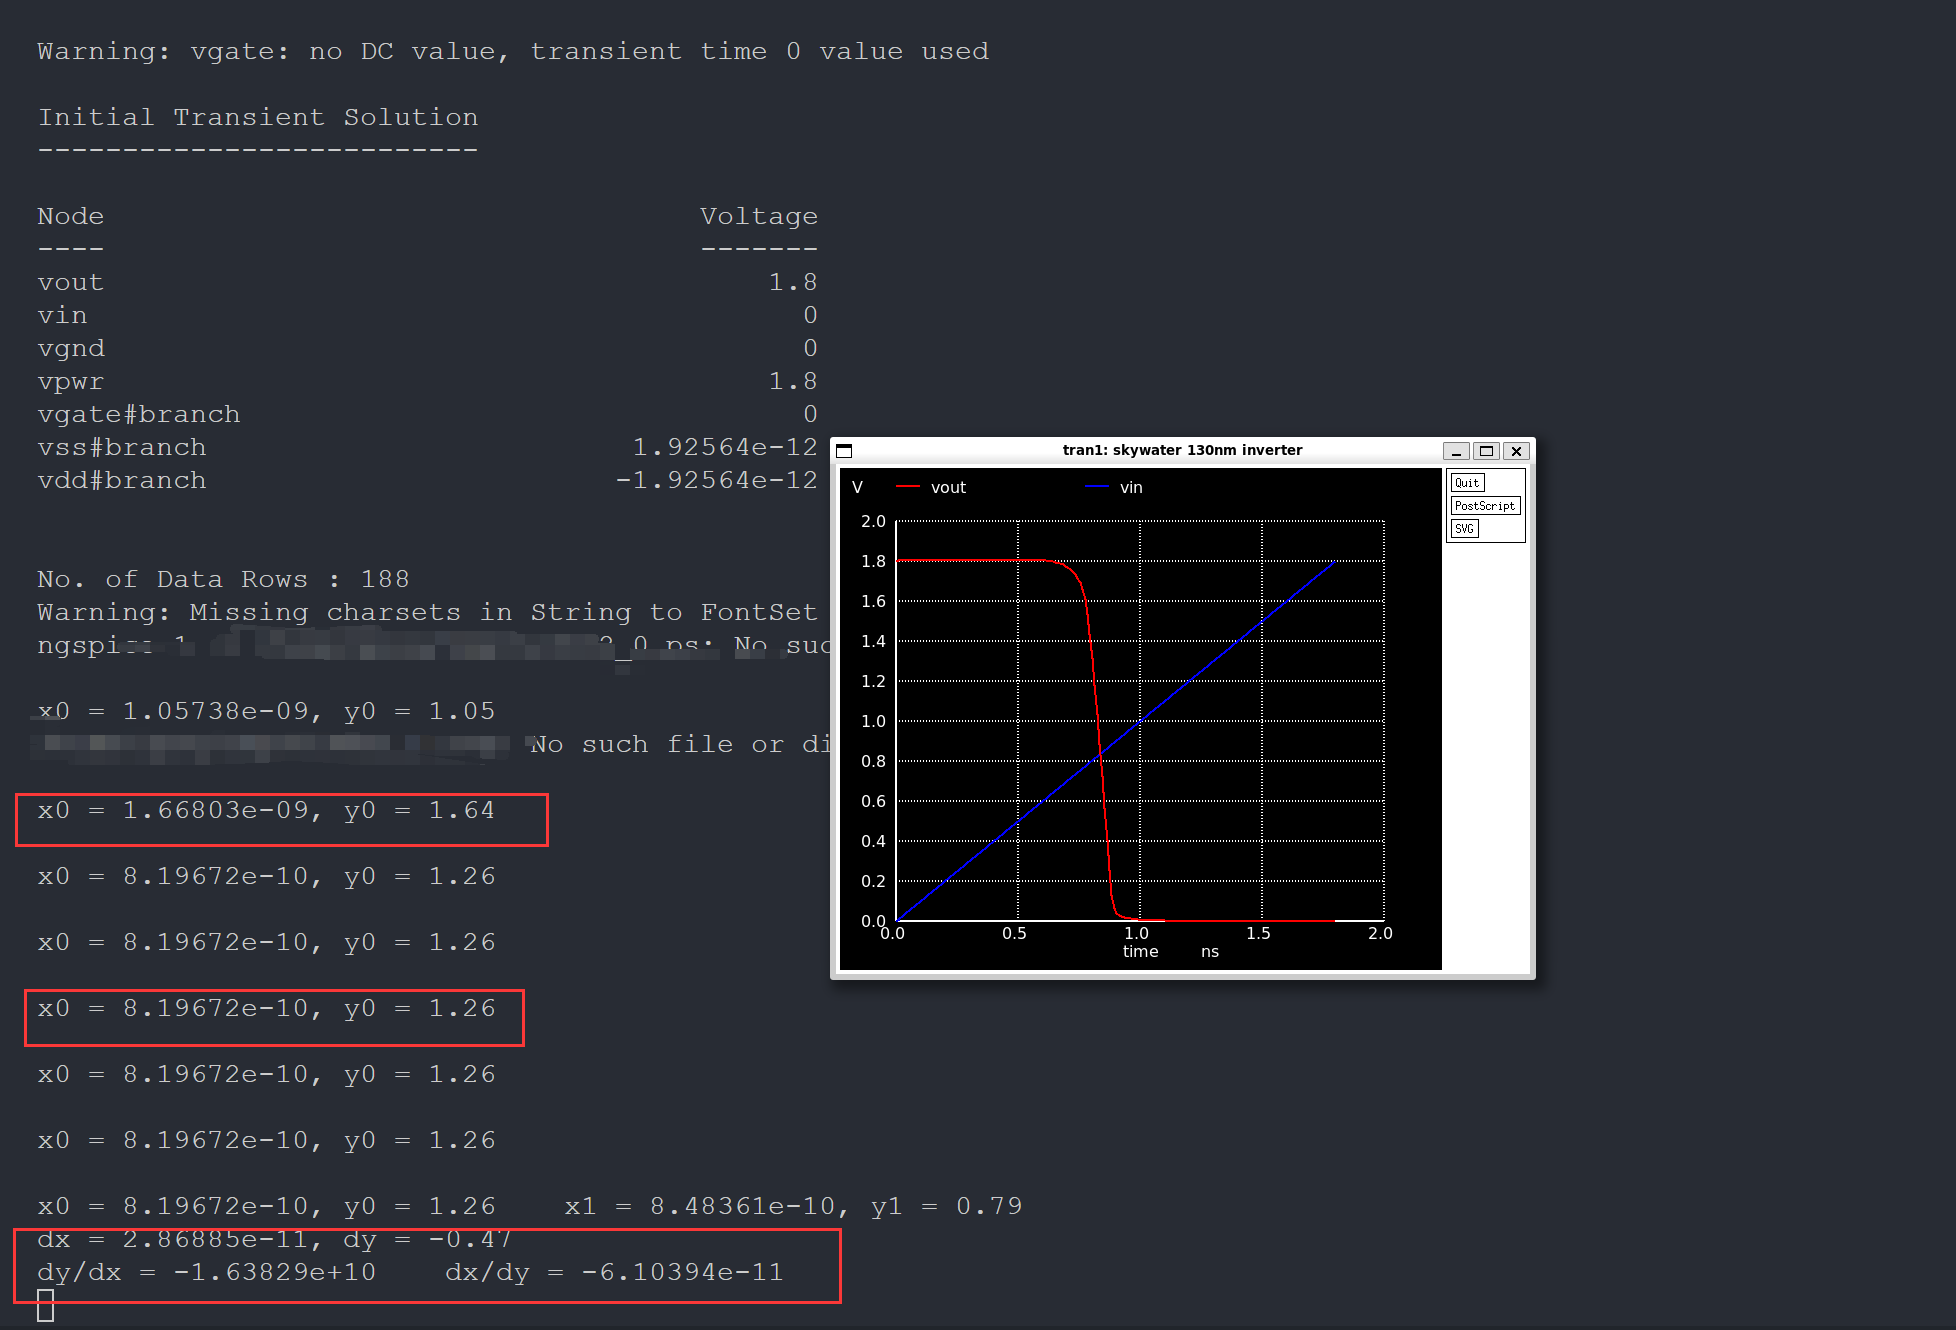 Warning: vgate: no DC value, transient time 0 value used
Initial Transient Solution
--------------------------
Node Voltage
---- -------
vout 1.8
vin 0
vgnd 0
vpwr 1.8
vgate#branch 0
vss#branch 1.92564e-12
vdd#branch -1.92564e-12
No. of Data Rows : 188
Warning: Missing charsets in String to FontSet
ps: No suc
x0 = 1.05738e-09, y0 = 1.05
No such file or di
x0 = 1.66803e-09, y0 = 1.64
x0 = 8.19672e-10, y0 = 1.26
x0 = 8.19672e-10, y0 = 1.26
x0 = 8.19672e-10, y0 = 1.26
x0 = 8.19672e-10, y0 = 1.26
x0 = 8.19672e-10, y0 = 1.26
x0 = 8.19672e-10, y0 = 1.26 x1 = 8.48361e-10, y1 = 0.79
dx = 2.86885e-11, dy = -0.47
dy/dx = -1.63829e+10 dx/dy = -6.10394e-11
tran1: skywater 130nm inverter
V vout vin
Quit
PostScript
SVG
2.0
1.8
1.6
1.4
1.2
1.0
0.8
0.6
0.4
0.2
0.0
0.0 0.5 1.0 1.5 2.0
time ns